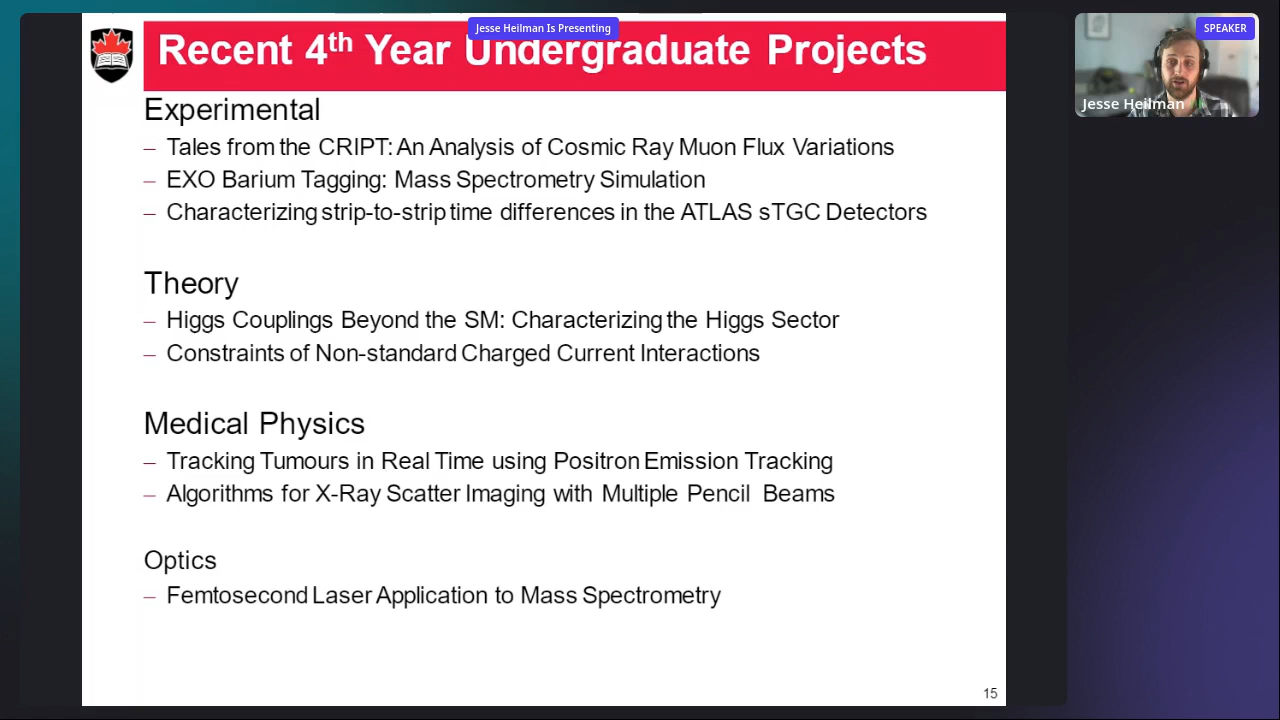 Jesse Heilman Is Presenting
Recent 4th Year Undergraduate Projects
SPEAKER
Jesse Heilman
Experimental
– Tales from the CRIPT: An Analysis of Cosmic Ray Muon Flux Variations
– EXO Barium Tagging: Mass Spectrometry Simulation
– Characterizing strip-to-strip time differences in the ATLAS sTGC Detectors
Theory
– Higgs Couplings Beyond the SM: Characterizing the Higgs Sector
– Constraints of Non-standard Charged Current Interactions
Medical Physics
– Tracking Tumours in Real Time using Positron Emission Tracking
– Algorithms for X-Ray Scatter Imaging with Multiple Pencil Beams
Optics
– Femtosecond Laser Application to Mass Spectrometry
15